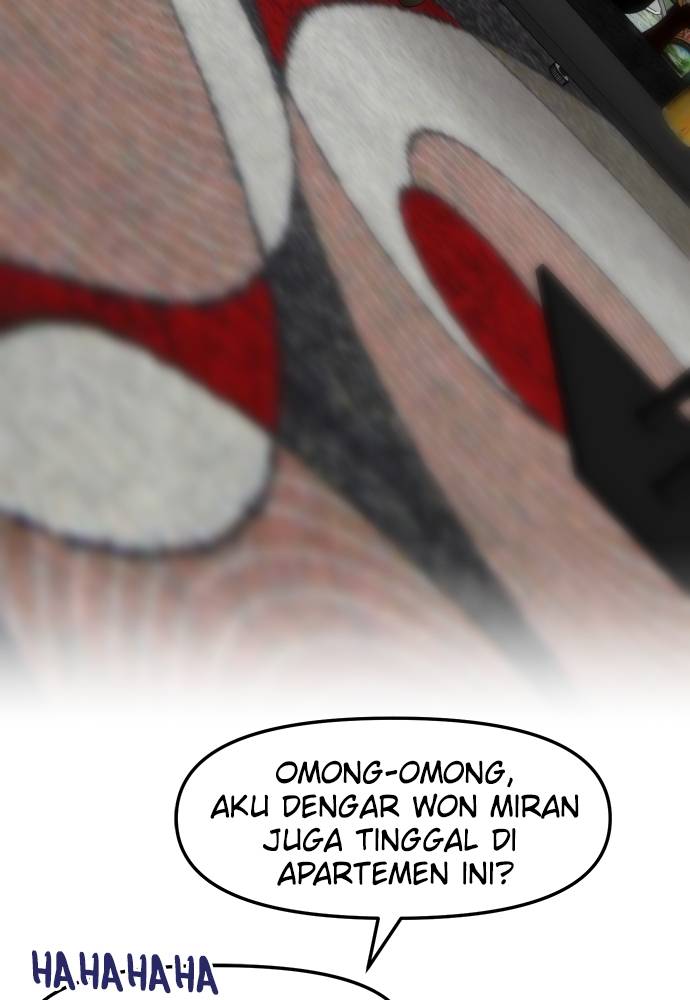 OMONG-OMONG,
AKU DENGAR WON MIRAN
JUGA TINGGAL DI
APARTEMEN INI?
HA HA HA HA